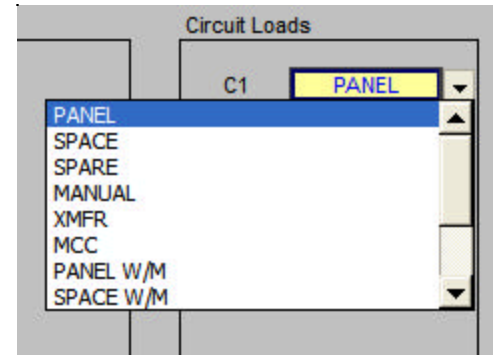 Circuit Loads
C1 PANEL
PANEL
SPACE
SPARE
MANUAL
XMFR
MCC
PANEL W/M
SPACE W/M